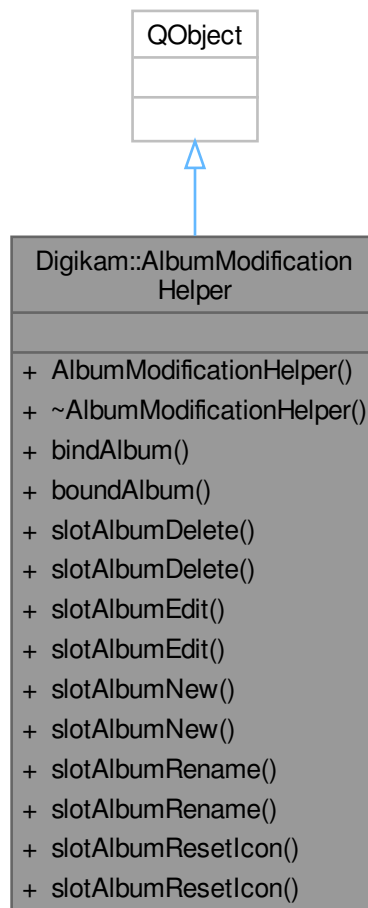 QObject
Digikam::AlbumModification
Helper
+ AlbumModificationHelper()
+ ~AlbumModificationHelper()
+ bindAlbum()
+ boundAlbum()
+ slotAlbumDelete()
+ slotAlbumDelete()
+ slotAlbumEdit()
+ slotAlbumEdit()
+ slotAlbumNew()
+ slotAlbumNew()
+ slotAlbumRename()
+ slotAlbumRename()
+ slotAlbumResetIcon()
+ slotAlbumResetIcon()